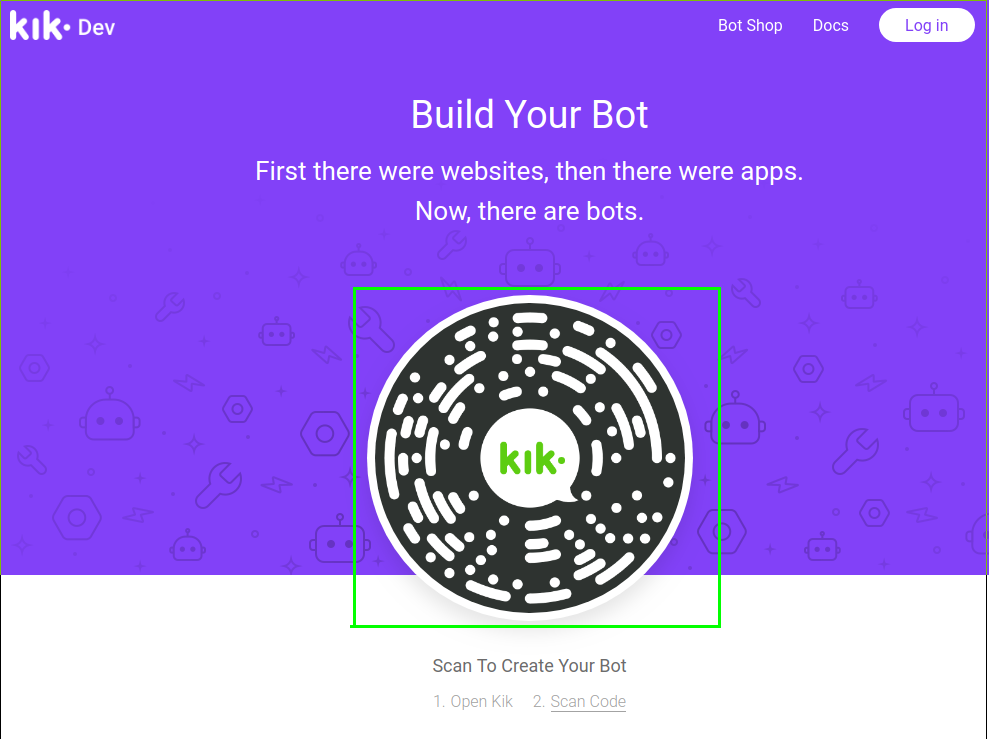 kik· Dev
Bot Shop
Docs
Log in
Build Your Bot
First there were websites, then there were apps.
Now, there are bots.
kik·
Scan To Create Your Bot
1. Open Kik 2. Scan Code